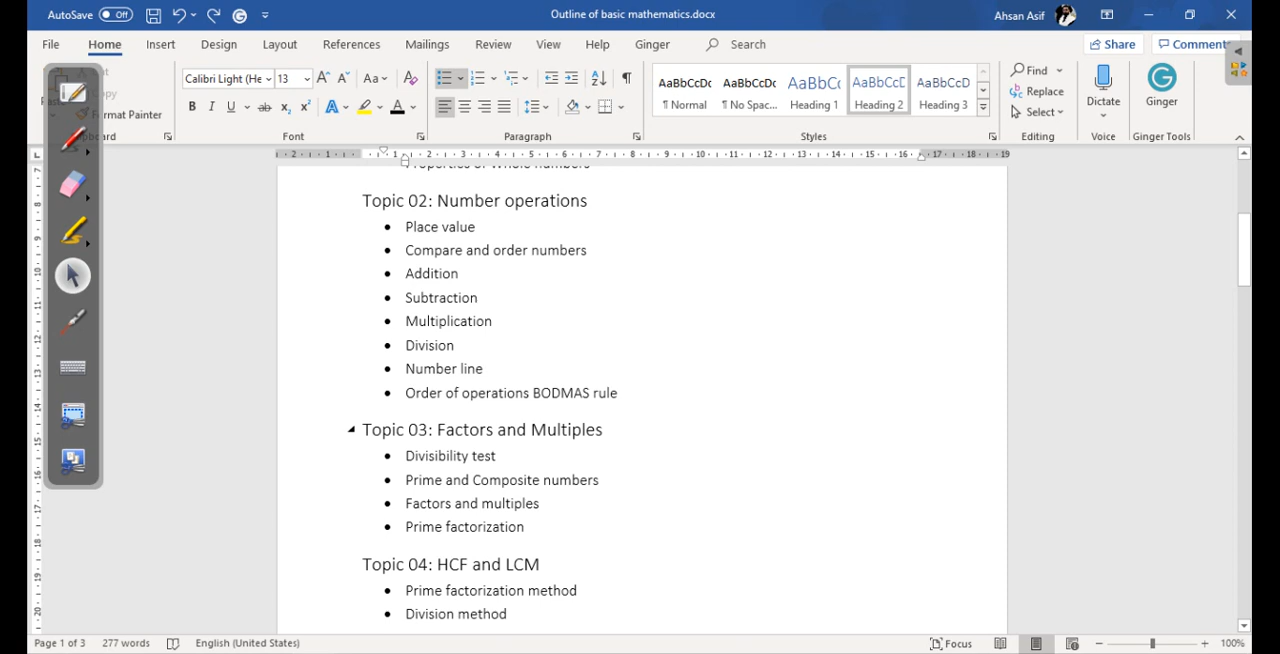 AutoSave Off
Outline of basic mathematics.docx
Ahsan Asif
File Home Insert Design Layout References Mailings Review View Help Ginger Search
Share
Comments
Calibri Light (He 13
Format Painter
AaBbCcDc AaBbCcDc AaBbCc AaBbCcD AaBbCcD
¶ Normal ¶ No Spac... Heading 1 Heading 2 Heading 3
Find
Replace
Select
Dictate
Ginger
Font Paragraph Styles Editing Voice Ginger Tools
Properties of Whole numbers
Topic 02: Number operations
• Place value
• Compare and order numbers
• Addition
• Subtraction
• Multiplication
• Division
• Number line
• Order of operations BODMAS rule
Topic 03: Factors and Multiples
• Divisibility test
• Prime and Composite numbers
• Factors and multiples
• Prime factorization
Topic 04: HCF and LCM
• Prime factorization method
• Division method
Page 1 of 3 277 words English (United States) Focus 100%